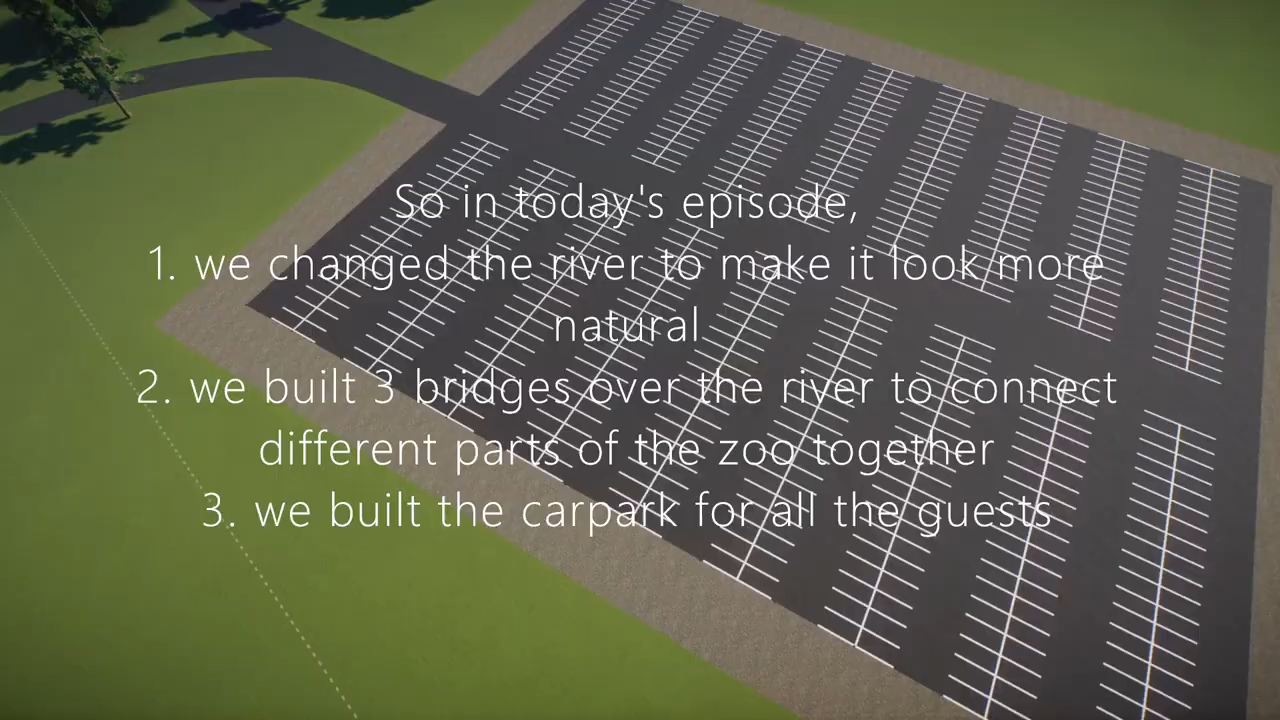 So in today's episode,
1. we changed the river to make it look more
natural
2. we built 3 bridges over the river to connect
different parts of the zoo together
3. we built the carpark for all the guests